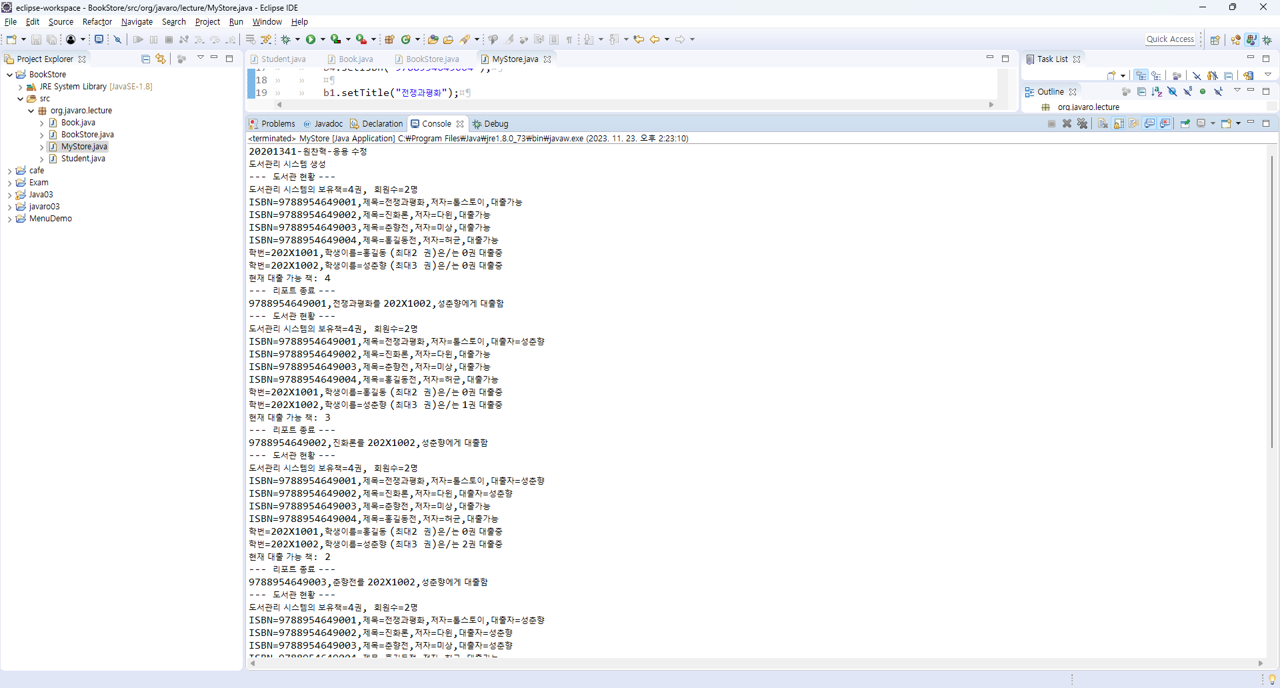 eclipse-workspace - BookStore/src/org/javaro/lecture/MyStore.java - Eclipse IDE
File Edit Source Refactor Navigate Search Project Run Window Help
Quick Access
Project Explorer
BookStore
JRE System Library [JavaSE-1.8]
src
org.javaro.lecture
Book.java
BookStore.java
MyStore.java
Student.java
cafe
Exam
Java03
javaro03
MenuDemo
Student.java Book.java BookStore.java MyStore.java
18
19 b1.setTitle("전쟁과평화");
Task List
Outline
org.javaro.lecture
Problems Javadoc Declaration Console Debug
<terminated> MyStore [Java Application] C:₩Program Files₩Java₩jre1.8.0_73₩bin₩javaw.exe (2023. 11. 23. 오후 2:23:10)
20201341-원찬혁-응용 수정
도서관리 시스템 생성
--- 도서관 현황 ---
도서관리 시스템의 보유책=4권, 회원수=2명
ISBN=9788954649001,제목=전쟁과평화,저자=톨스토이,대출가능
ISBN=9788954649002,제목=진화론,저자=다윈,대출가능
ISBN=9788954649003,제목=춘향전,저자=미상,대출가능
ISBN=9788954649004,제목=홍길동전,저자=허균,대출가능
학번=202X1001,학생이름=홍길동 (최대2 권)은/는 0권 대출중
학번=202X1002,학생이름=성춘향 (최대3 권)은/는 0권 대출중
현재 대출 가능 책: 4
--- 리포트 종료 ---
9788954649001,전쟁과평화를 202X1002,성춘향에게 대출함
--- 도서관 현황 ---
도서관리 시스템의 보유책=4권, 회원수=2명
ISBN=9788954649001,제목=전쟁과평화,저자=톨스토이,대출자=성춘향
ISBN=9788954649002,제목=진화론,저자=다윈,대출가능
ISBN=9788954649003,제목=춘향전,저자=미상,대출가능
ISBN=9788954649004,제목=홍길동전,저자=허균,대출가능
학번=202X1001,학생이름=홍길동 (최대2 권)은/는 0권 대출중
학번=202X1002,학생이름=성춘향 (최대3 권)은/는 1권 대출중
현재 대출 가능 책: 3
--- 리포트 종료 ---
9788954649002,진화론를 202X1002,성춘향에게 대출함
--- 도서관 현황 ---
도서관리 시스템의 보유책=4권, 회원수=2명
ISBN=9788954649001,제목=전쟁과평화,저자=톨스토이,대출자=성춘향
ISBN=9788954649002,제목=진화론,저자=다윈,대출자=성춘향
ISBN=9788954649003,제목=춘향전,저자=미상,대출가능
ISBN=9788954649004,제목=홍길동전,저자=허균,대출가능
학번=202X1001,학생이름=홍길동 (최대2 권)은/는 0권 대출중
학번=202X1002,학생이름=성춘향 (최대3 권)은/는 2권 대출중
현재 대출 가능 책: 2
--- 리포트 종료 ---
9788954649003,춘향전를 202X1002,성춘향에게 대출함
--- 도서관 현황 ---
도서관리 시스템의 보유책=4권, 회원수=2명
ISBN=9788954649001,제목=전쟁과평화,저자=톨스토이,대출자=성춘향
ISBN=9788954649002,제목=진화론,저자=다윈,대출자=성춘향
ISBN=9788954649003,제목=춘향전,저자=미상,대출자=성춘향